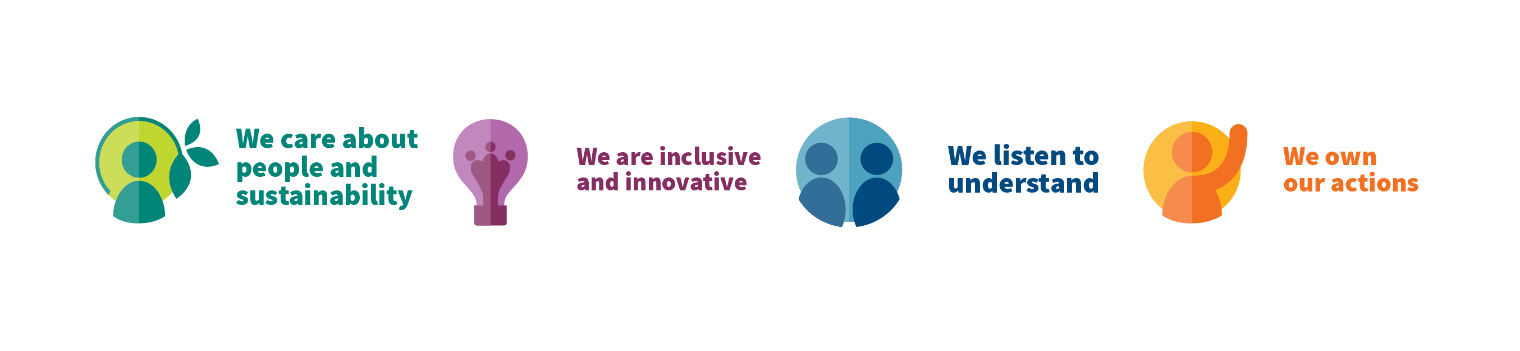 We care about
people and
sustainability
We are inclusive
and innovative
We listen to
understand
We own
our actions